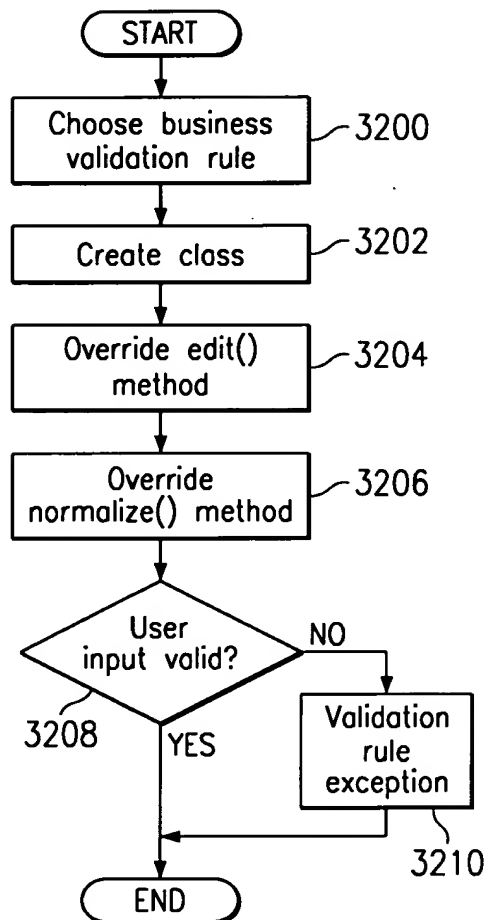 START
Choose business
validation rule
3200
Create class
3202
Override edit()
method
3204
Override
normalize() method
3206
User
input valid?
NO
3208
YES
Validation
rule
exception
3210
END